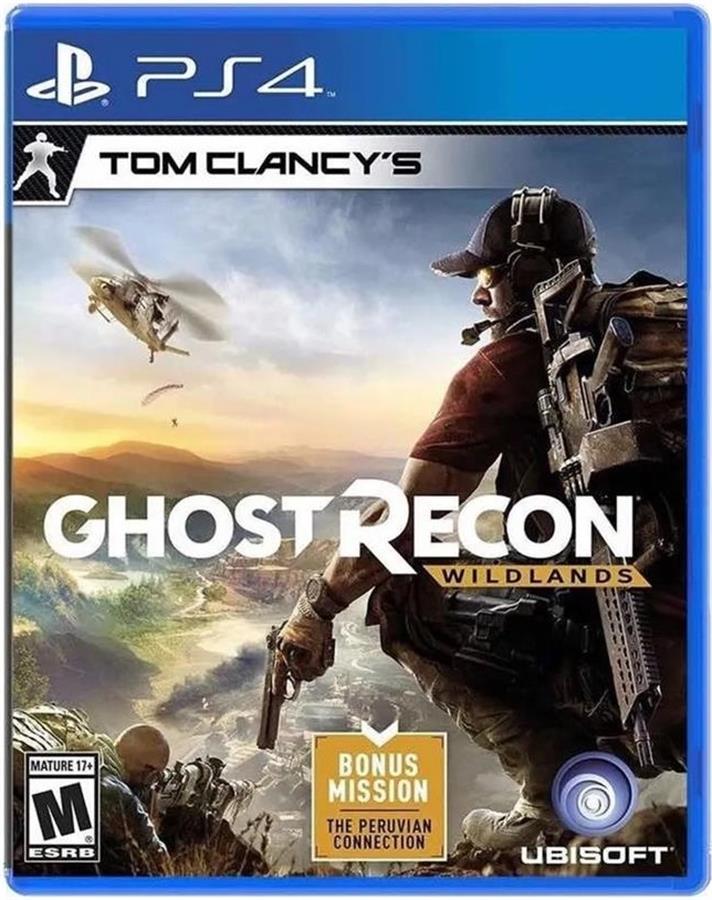 PS4
TOM CLANCY'S
GHOST RECON
WILDLANDS
BONUS
MISSION
THE PERUVIAN
CONNECTION
MATURE 17+
M
ESRB
UBISOFT